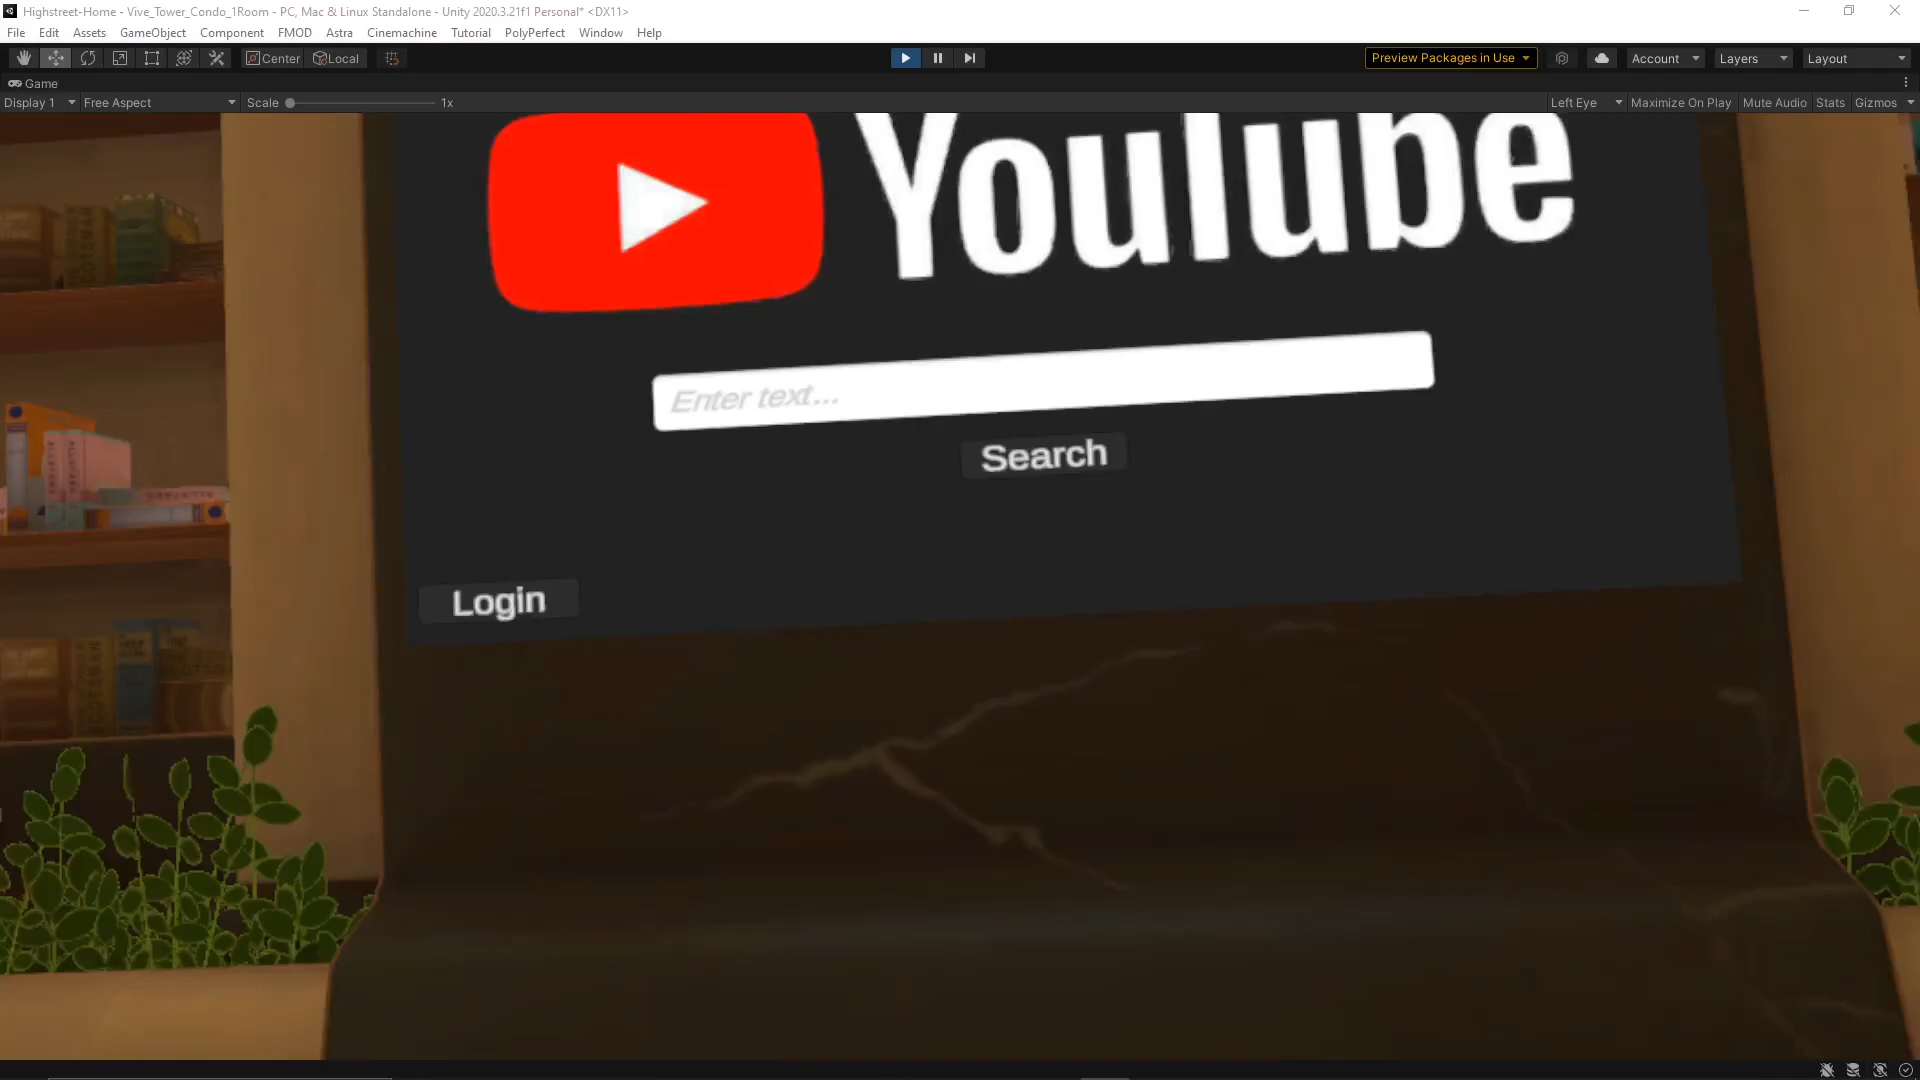 Highstreet-Home - Vive_Tower_Condo_1Room - PC, Mac & Linux Standalone - Unity 2020.3.21f1 Personal* <DX11>
File Edit Assets GameObject Component FMOD Astra Cinemachine Tutorial PolyPerfect Window Help
Center Local Preview Packages in Use Account Layers Layout
Game
Display 1 Free Aspect Scale 1x Left Eye Maximize On Play Mute Audio Stats Gizmos
YouTube
Enter text...
Search
Login